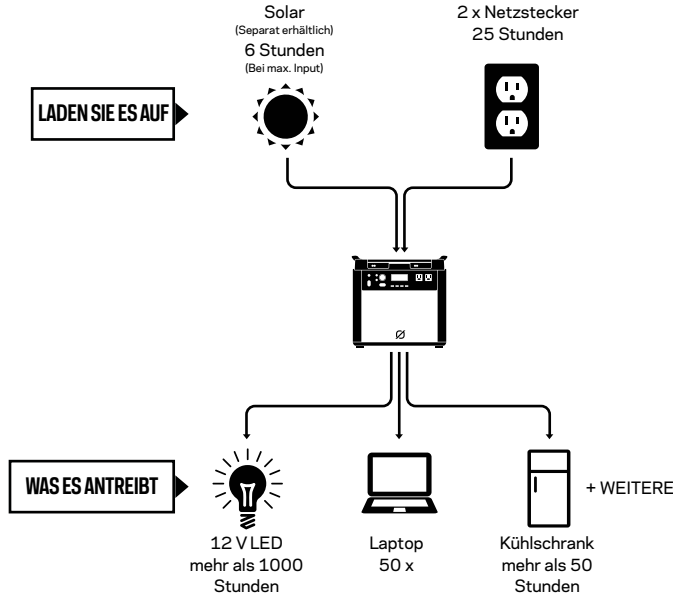 Solar
(Separat erhältlich)
6 Stunden
(Bei max. Input)
2 x Netzstecker
25 Stunden
LADEN SIE ES AUF
WAS ES ANTREIBT
12 V LED
mehr als 1000
Stunden
Laptop
50 x
Kühlschrank
mehr als 50
Stunden
+ WEITERE